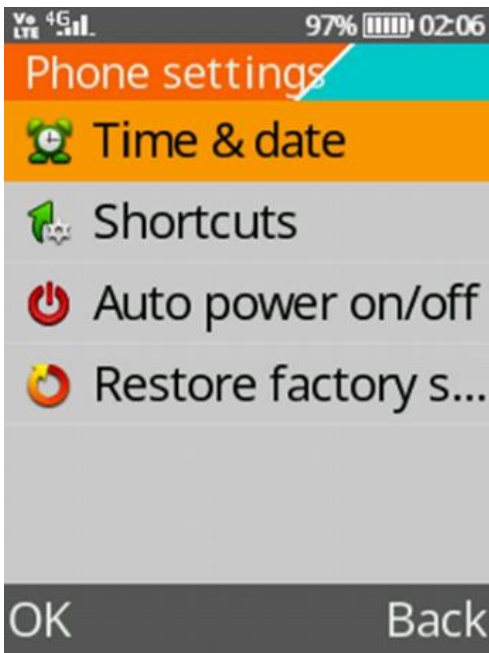 Vo LTE 4G 97% 02:06
Phone settings
Time & date
Shortcuts
Auto power on/off
Restore factory s...
OK Back